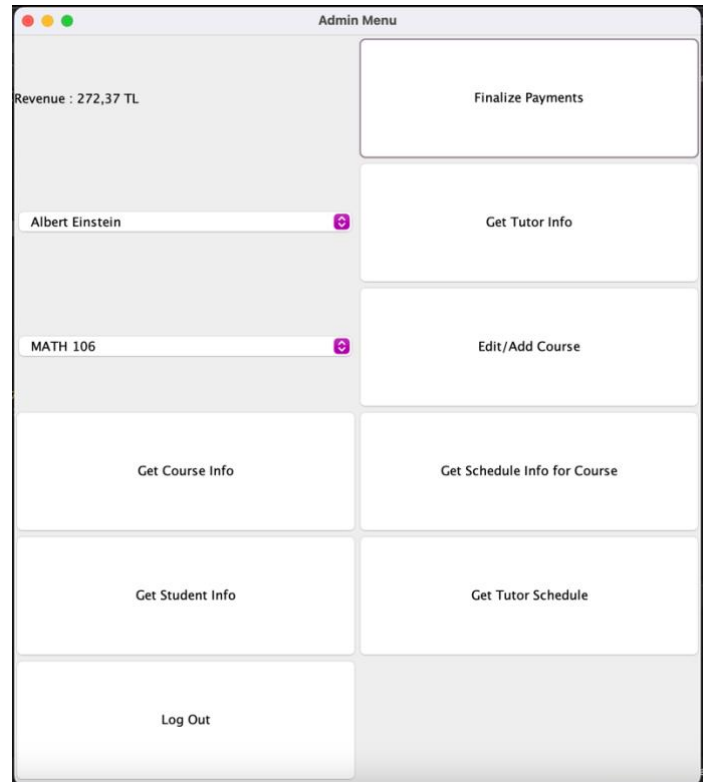 Admin Menu
Revenue : 272,37 TL
Finalize Payments
Albert Einstein
Get Tutor Info
MATH 106
Edit/Add Course
Get Course Info
Get Schedule Info for Course
Get Student Info
Get Tutor Schedule
Log Out